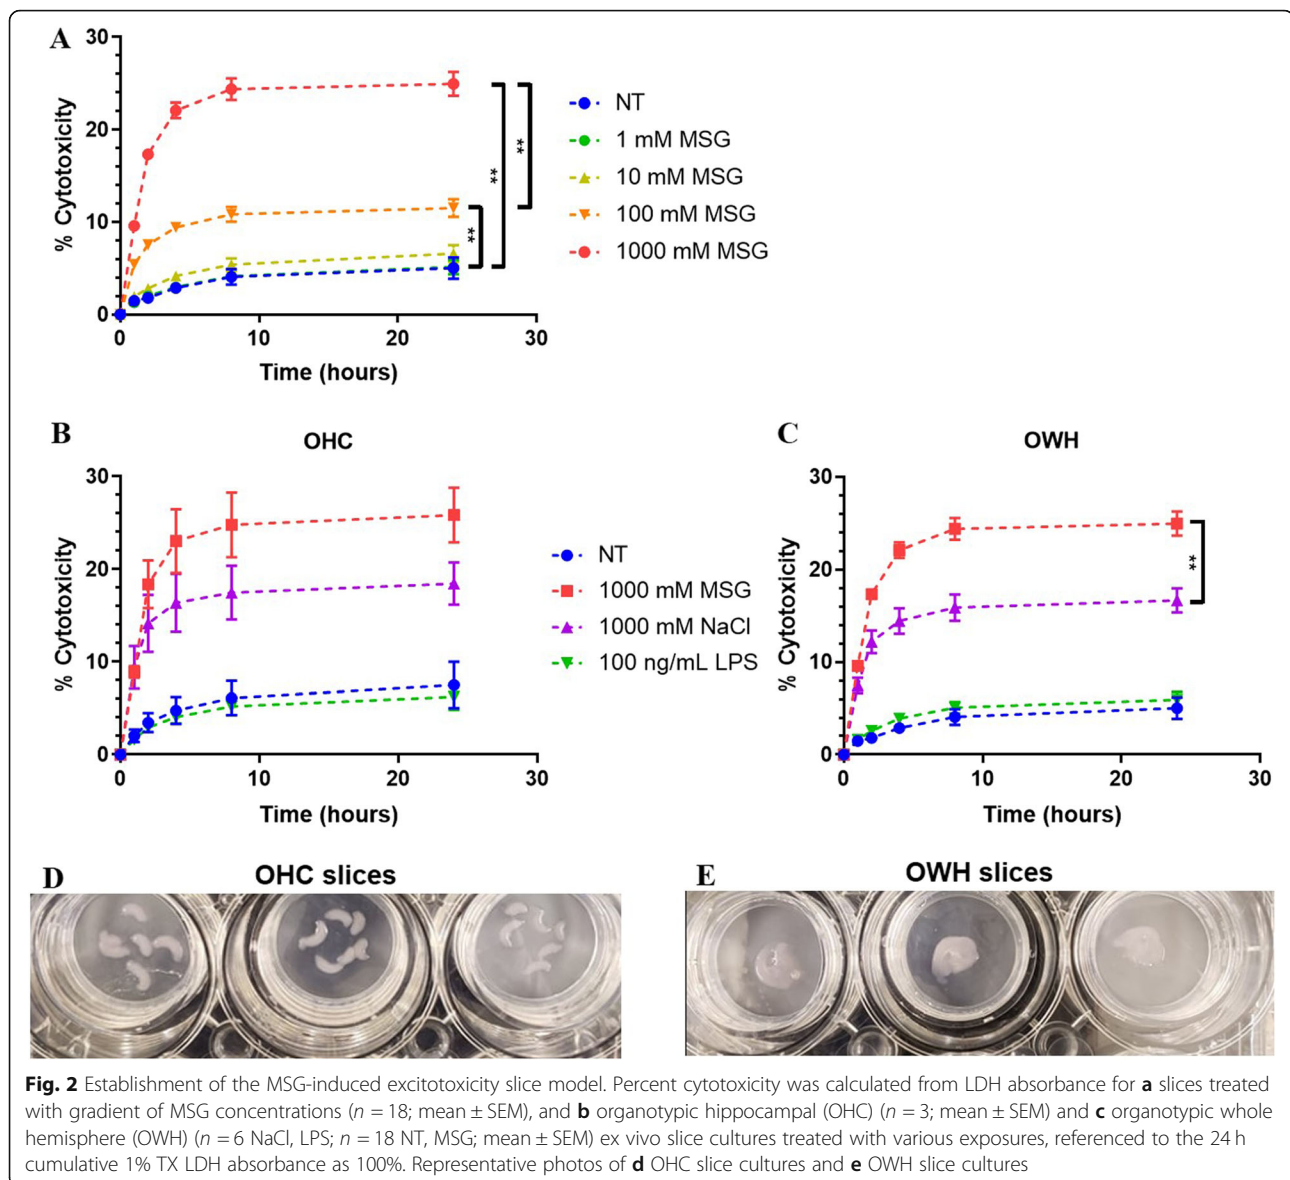 A
30
20
10
0
% Cytotoxicity
0 10 20 30
Time (hours)
**
**
**
NT
1 mM MSG
10 mM MSG
100 mM MSG
1000 mM MSG
B
OHC
30
20
10
0
% Cytotoxicity
0 10 20 30
Time (hours)
NT
1000 mM MSG
1000 mM NaCl
100 ng/mL LPS
C
OWH
30
20
10
0
% Cytotoxicity
0 10 20 30
Time (hours)
**
D
OHC slices
E
OWH slices
Fig. 2 Establishment of the MSG-induced excitotoxicity slice model. Percent cytotoxicity was calculated from LDH absorbance for a slices treated
with gradient of MSG concentrations (n = 18; mean ± SEM), and b organotypic hippocampal (OHC) (n = 3; mean ± SEM) and c organotypic whole
hemisphere (OWH) (n = 6 NaCl, LPS; n = 18 NT, MSG; mean ± SEM) ex vivo slice cultures treated with various exposures, referenced to the 24 h
cumulative 1% TX LDH absorbance as 100%. Representative photos of d OHC slice cultures and e OWH slice cultures